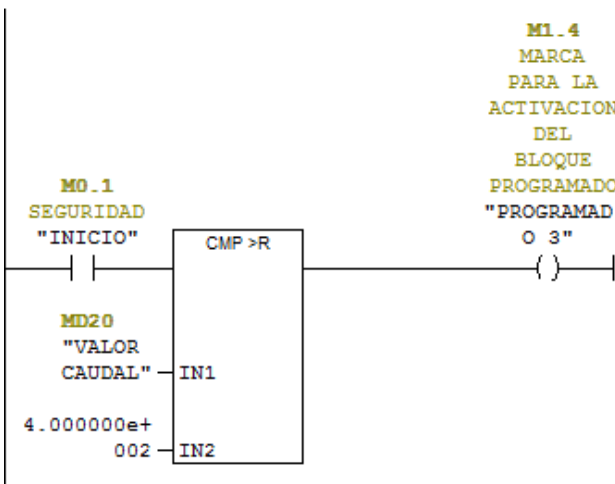 M1.4
MARCA
PARA LA
ACTIVACION
DEL
BLOQUE
PROGRAMADO
"PROGRAMAD
O 3"
M0.1
SEGURIDAD
"INICIO"
CMP >R
MD20
"VALOR
CAUDAL"
IN1
4.000000e+
002
IN2